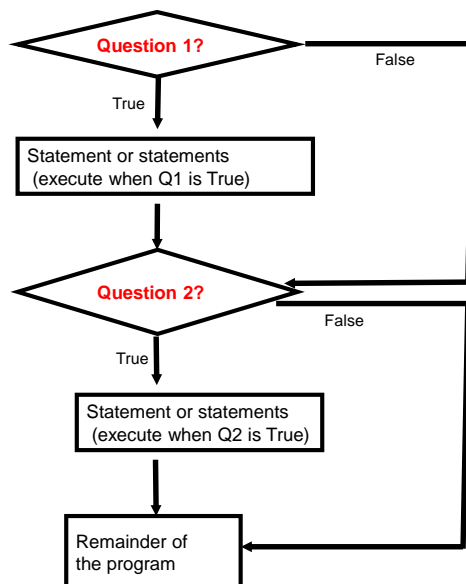 Question 1?
False
True
Statement or statements
(execute when Q1 is True)
Question 2?
False
True
Statement or statements
(execute when Q2 is True)
Remainder of
the program